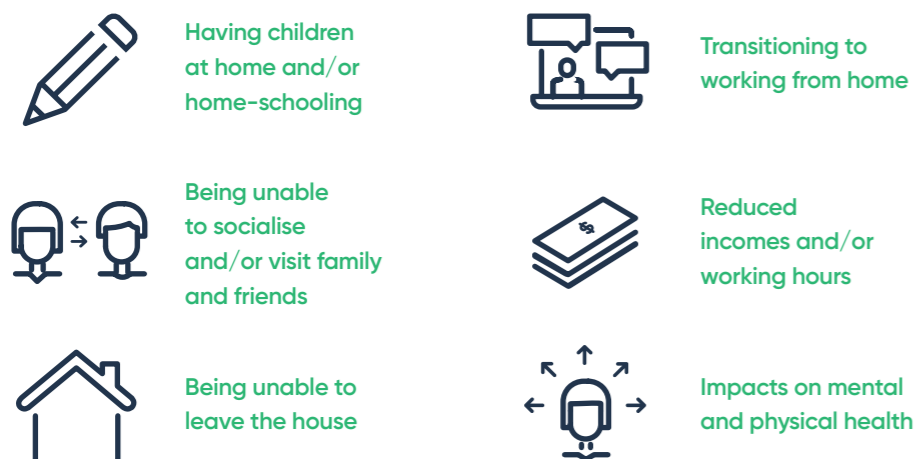 Having children
at home and/or
home-schooling
Transitioning to
working from home
Being unable
to socialise
and/or visit family
and friends
$
Reduced
incomes and/or
working hours
Being unable to
leave the house
Impacts on mental
and physical health